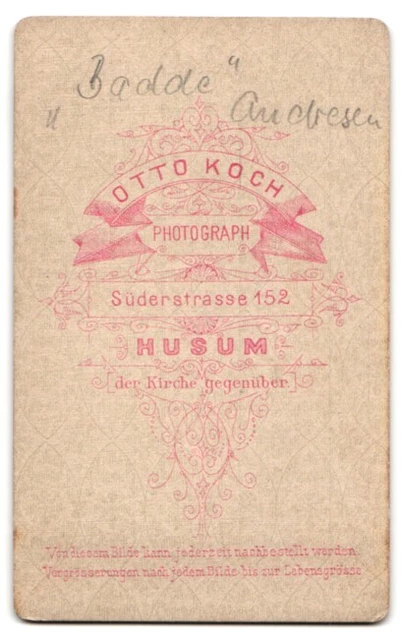 "Badde"
Andresen
OTTO KOCH
PHOTOGRAPH
Süderstrasse 152
HUSUM
[der Kirche gegenüber.]
Von diesem Bilde kann jederzeit nachbestellt werden
Vergrösserungen nach jedem Bilde bis zur Lebensgrösse